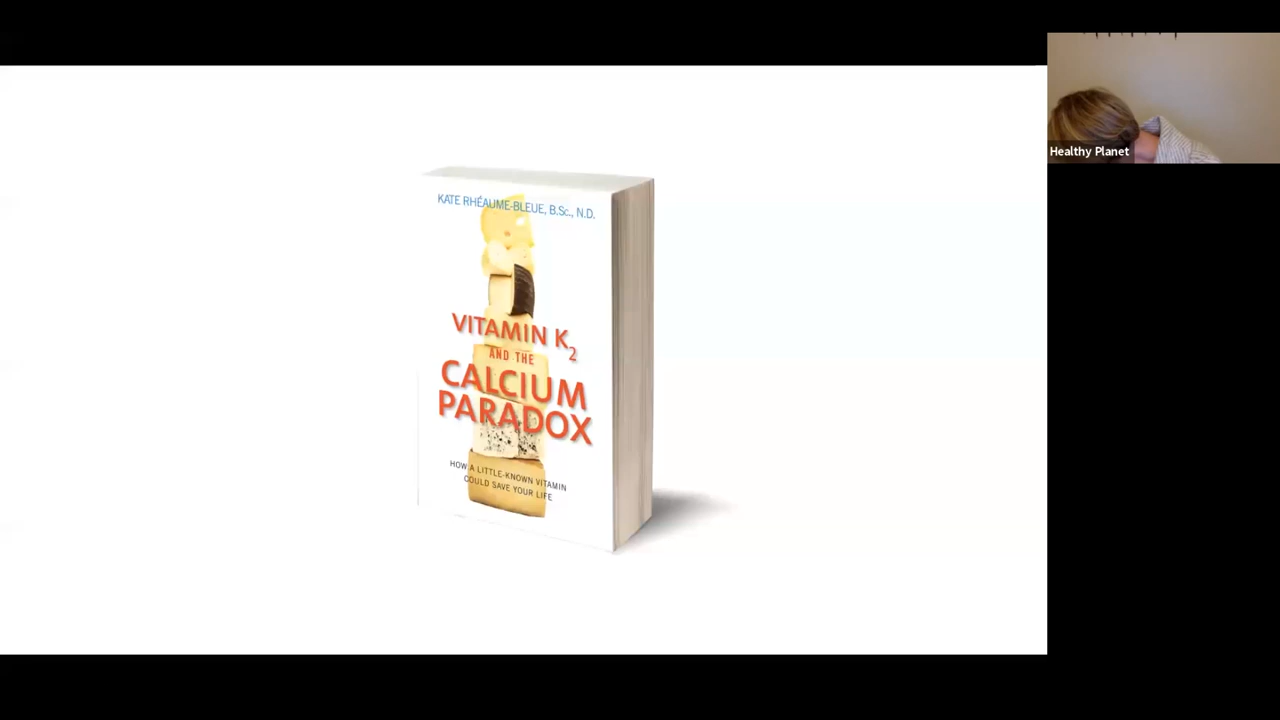 KATE RHÉAUME-BLEUE, B.Sc., N.D.
VITAMIN K2
AND THE
CALCIUM
PARADOX
HOW A LITTLE-KNOWN VITAMIN
COULD SAVE YOUR LIFE
Healthy Planet